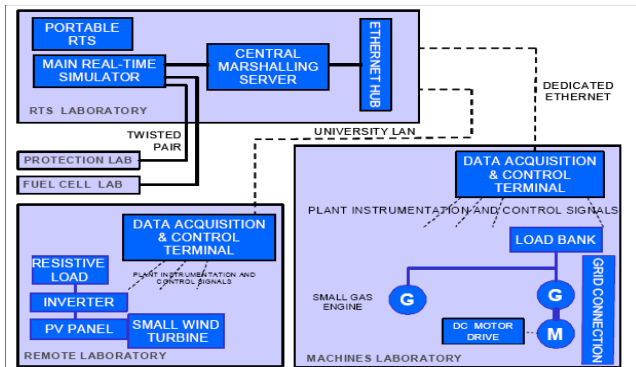 PORTABLE
RTS
MAIN REAL-TIME
SIMULATOR
CENTRAL
MARSHALLING
SERVER
ETHERNET HUB
RTS LABORATORY
DEDICATED
ETHERNET
TWISTED
PAIR
UNIVERSITY LAN
PROTECTION LAB
FUEL CELL LAB
DATA ACQUISITION
& CONTROL
TERMINAL
PLANT INSTRUMENTATION AND
CONTROL SIGNALS
RESISTIVE
LOAD
INVERTER
PV PANEL
SMALL WIND
TURBINE
REMOTE LABORATORY
DATA ACQUISITION
& CONTROL
TERMINAL
PLANT INSTRUMENTATION AND CONTROL SIGNALS
LOAD BANK
SMALL GAS
ENGINE
G
G
DC MOTOR
DRIVE
M
GRID CONNECTION
MACHINES LABORATORY